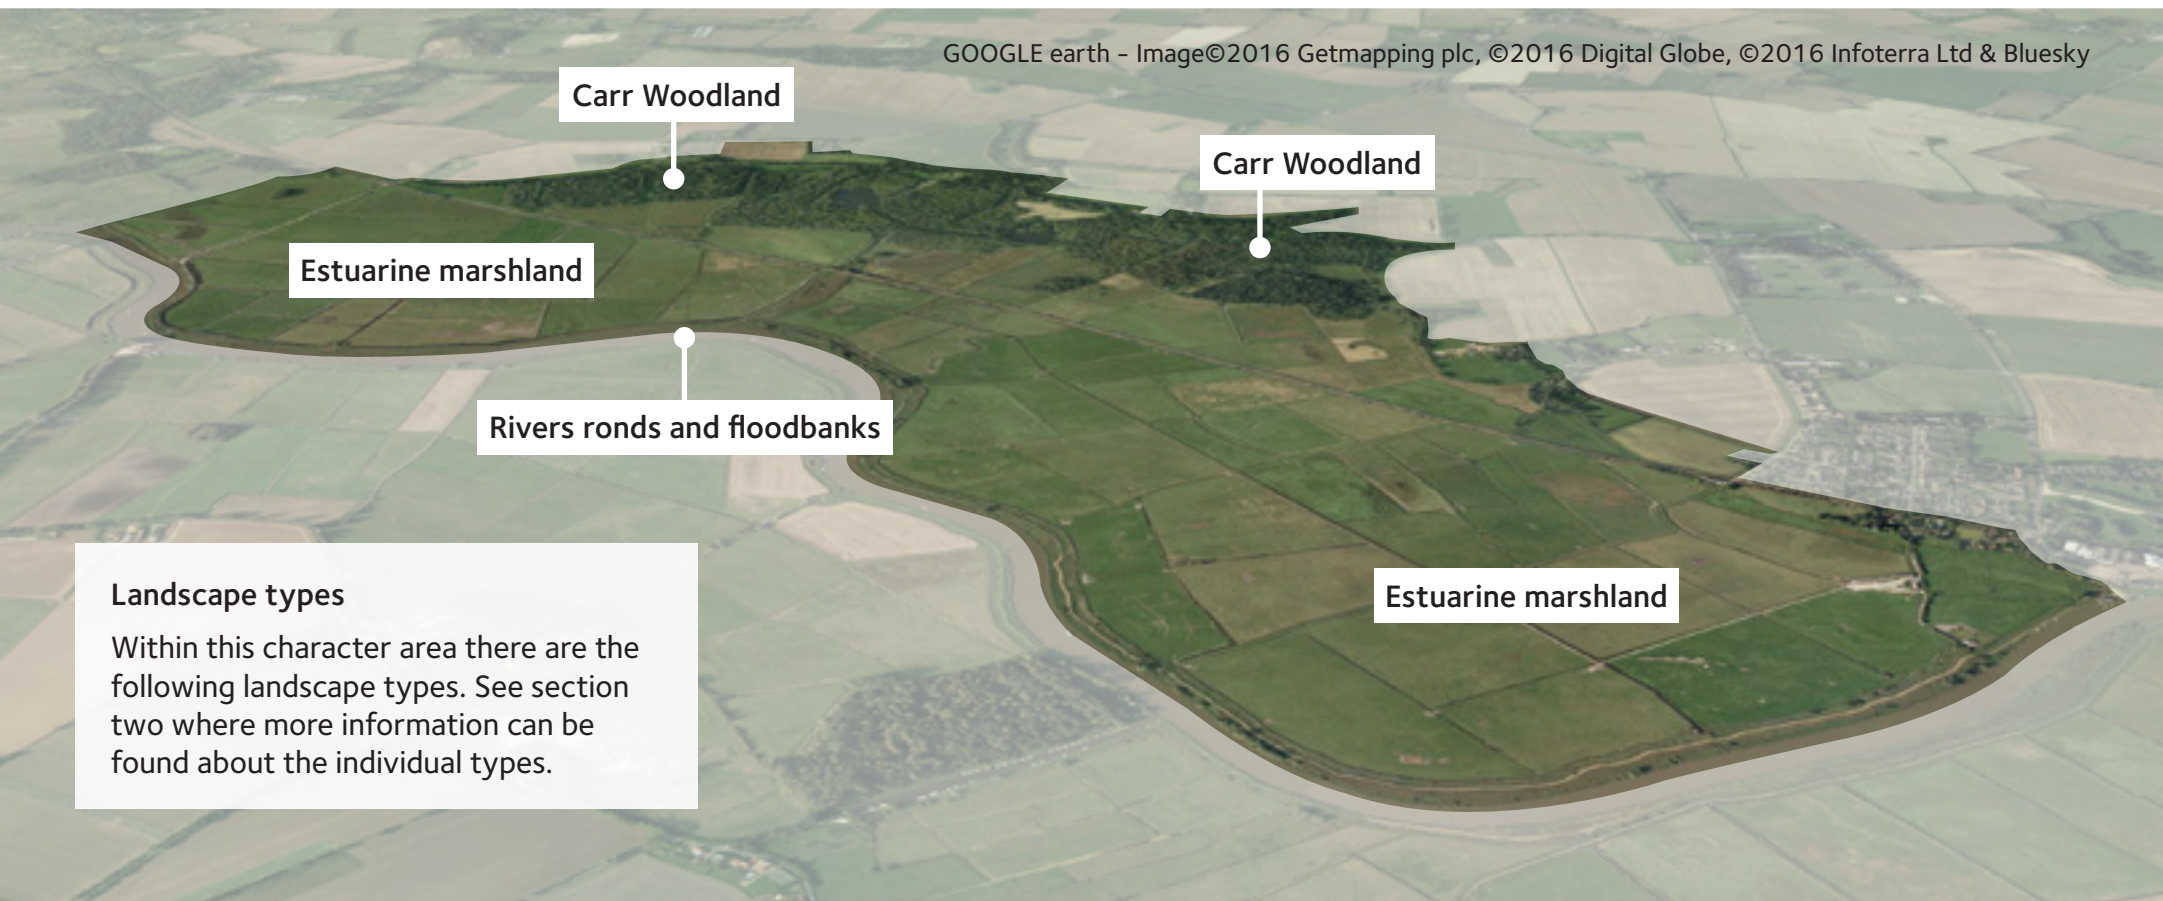 GOOGLE earth – Image©2016 Getmapping plc, ©2016 Digital Globe, ©2016 Infoterra Ltd & Bluesky
Carr Woodland
Carr Woodland
Estuarine marshland
Rivers ronds and floodbanks
Estuarine marshland
Landscape types
Within this character area there are the
following landscape types. See section
two where more information can be
found about the individual types.